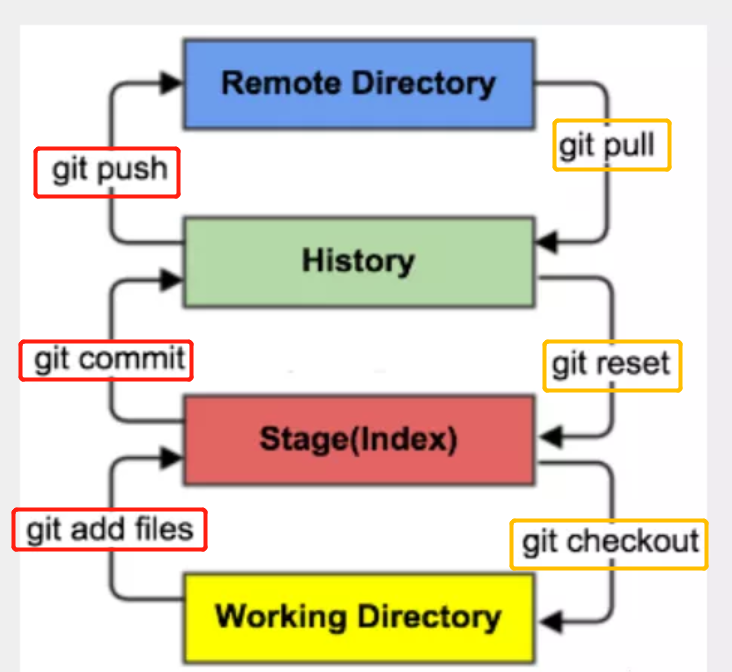 Remote Directory
git pull
git push
History
git commit
git reset
Stage(Index)
git add files
git checkout
Working Directory